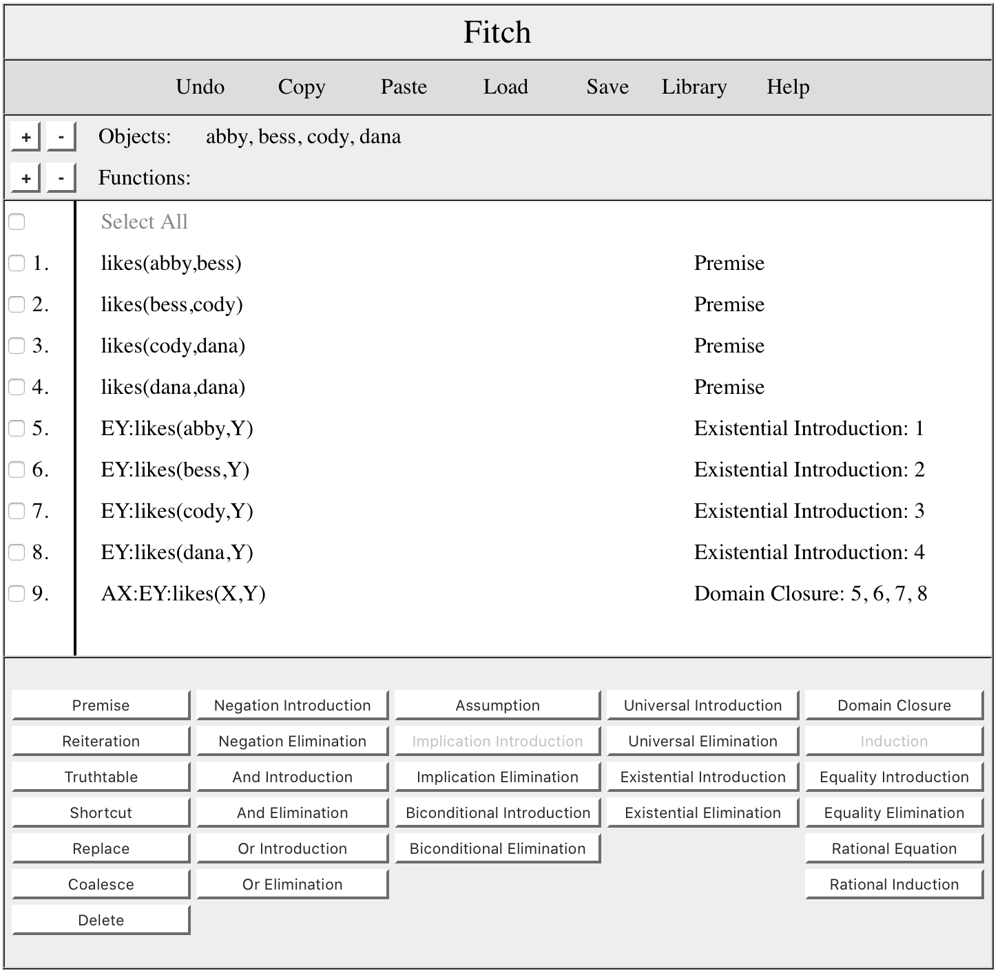 Fitch
Undo Copy Paste Load Save Library Help
+ - Objects: abby, bess, cody, dana
+ - Functions:
Select All
1. likes(abby,bess) Premise
2. likes(bess,cody) Premise
3. likes(cody,dana) Premise
4. likes(dana,dana) Premise
5. EY:likes(abby,Y) Existential Introduction: 1
6. EY:likes(bess,Y) Existential Introduction: 2
7. EY:likes(cody,Y) Existential Introduction: 3
8. EY:likes(dana,Y) Existential Introduction: 4
9. AX:EY:likes(X,Y) Domain Closure: 5, 6, 7, 8
Premise Negation Introduction Assumption Universal Introduction Domain Closure
Reiteration Negation Elimination Implication Introduction Universal Elimination Induction
Truthtable And Introduction Implication Elimination Existential Introduction Equality Introduction
Shortcut And Elimination Biconditional Introduction Existential Elimination Equality Elimination
Replace Or Introduction Biconditional Elimination Rational Equation
Coalesce Or Elimination Rational Induction
Delete